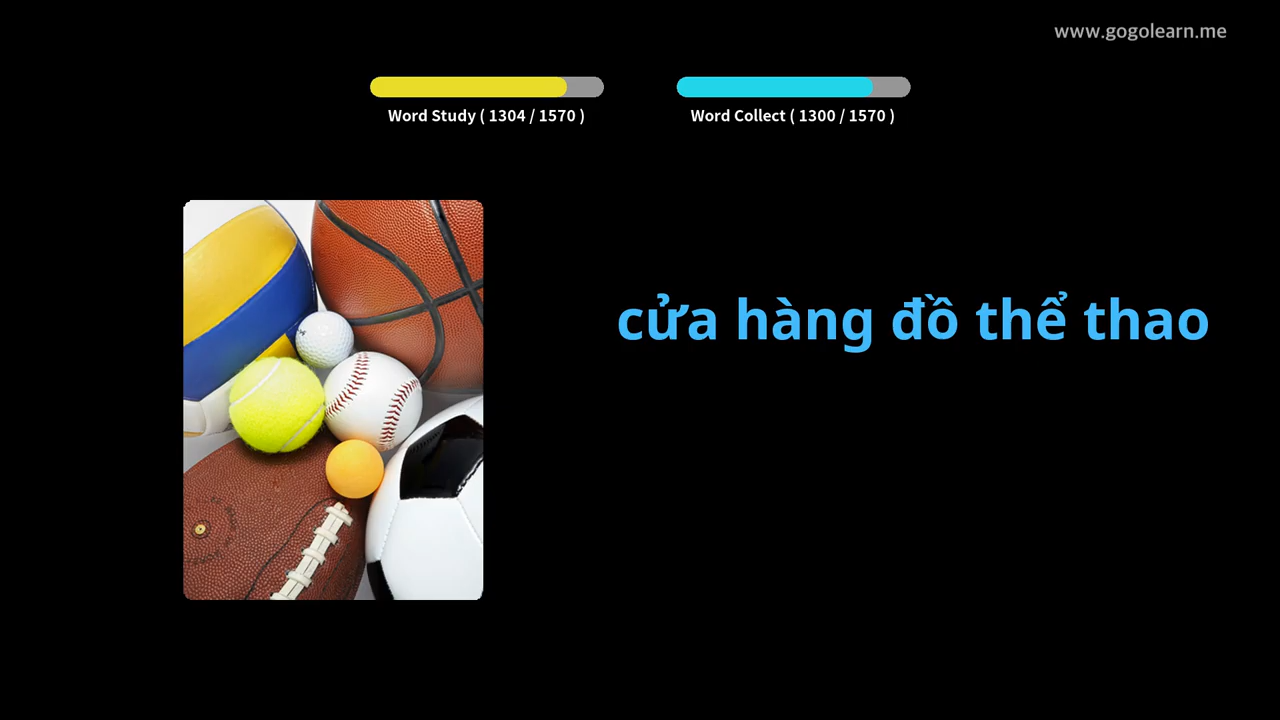 www.gogolearn.me
Word Study ( 1304 / 1570 )
Word Collect ( 1300 / 1570 )
cửa hàng đồ thể thao